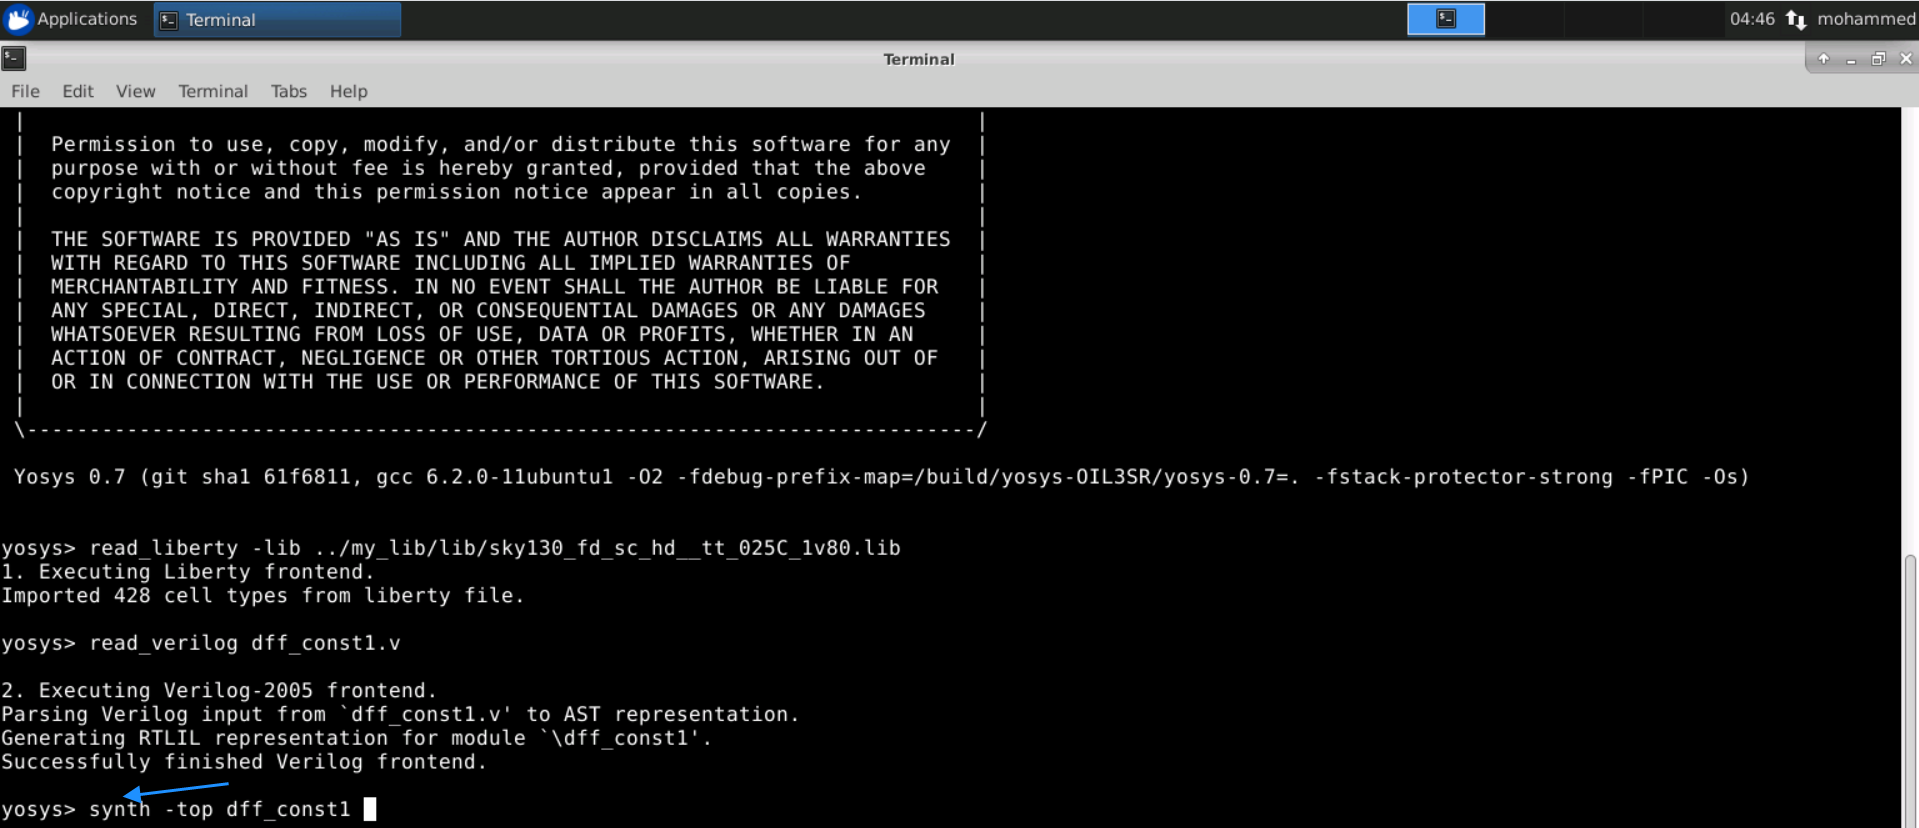 Applications
Terminal
04:46
mohammed
Terminal
File Edit View Terminal Tabs Help
Permission to use, copy, modify, and/or distribute this software for any
purpose with or without fee is hereby granted, provided that the above
copyright notice and this permission notice appear in all copies.
THE SOFTWARE IS PROVIDED "AS IS" AND THE AUTHOR DISCLAIMS ALL WARRANTIES
WITH REGARD TO THIS SOFTWARE INCLUDING ALL IMPLIED WARRANTIES OF
MERCHANTABILITY AND FITNESS. IN NO EVENT SHALL THE AUTHOR BE LIABLE FOR
ANY SPECIAL, DIRECT, INDIRECT, OR CONSEQUENTIAL DAMAGES OR ANY DAMAGES
WHATSOEVER RESULTING FROM LOSS OF USE, DATA OR PROFITS, WHETHER IN AN
ACTION OF CONTRACT, NEGLIGENCE OR OTHER TORTIOUS ACTION, ARISING OUT OF
OR IN CONNECTION WITH THE USE OR PERFORMANCE OF THIS SOFTWARE.
\----------------------------------------------------------------------------/
Yosys 0.7 (git sha1 61f6811, gcc 6.2.0-11ubuntu1 -O2 -fdebug-prefix-map=/build/yosys-OIL3SR/yosys-0.7=. -fstack-protector-strong -fPIC -Os)
yosys> read_liberty -lib ../my_lib/lib/sky130_fd_sc_hd__tt_025C_1v80.lib
1. Executing Liberty frontend.
Imported 428 cell types from liberty file.
yosys> read_verilog dff_const1.v
2. Executing Verilog-2005 frontend.
Parsing Verilog input from `dff_const1.v' to AST representation.
Generating RTLIL representation for module `\dff_const1'.
Successfully finished Verilog frontend.
yosys> synth -top dff_const1